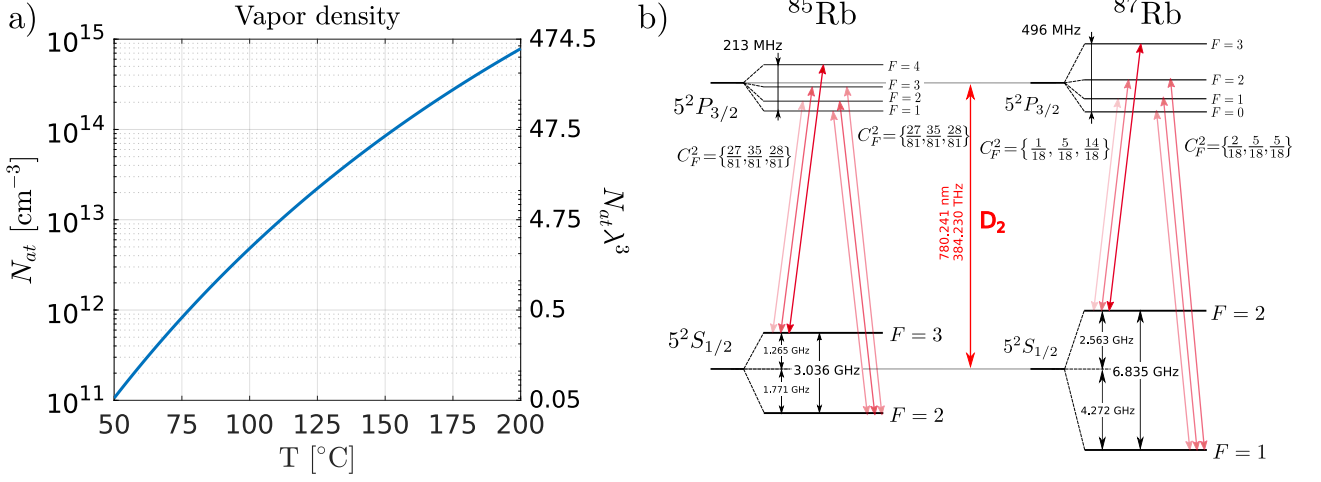 a)
Vapor density
10^15
10^14
10^13
10^12
10^11
N_at [cm^−3]
474.5
47.5
4.75
0.5
0.05
N_at λ^3
50 75 100 125 150 175 200
T [°C]
b)
^85Rb
213 MHz
F = 4
F = 3
F = 2
F = 1
5^2P_3/2
C_F^2={27/81,35/81,28/81}
C_F^2={27/81,35/81,28/81}
5^2S_1/2
F = 3
1.265 GHz
3.036 GHz
1.771 GHz
F = 2
780.241 nm
384.230 THz
D_2
^87Rb
496 MHz
F = 3
F = 2
F = 1
F = 0
5^2P_3/2
C_F^2={1/18, 5/18, 14/18}
C_F^2={2/18,5/18,5/18}
5^2S_1/2
F = 2
2.563 GHz
6.835 GHz
4.272 GHz
F = 1